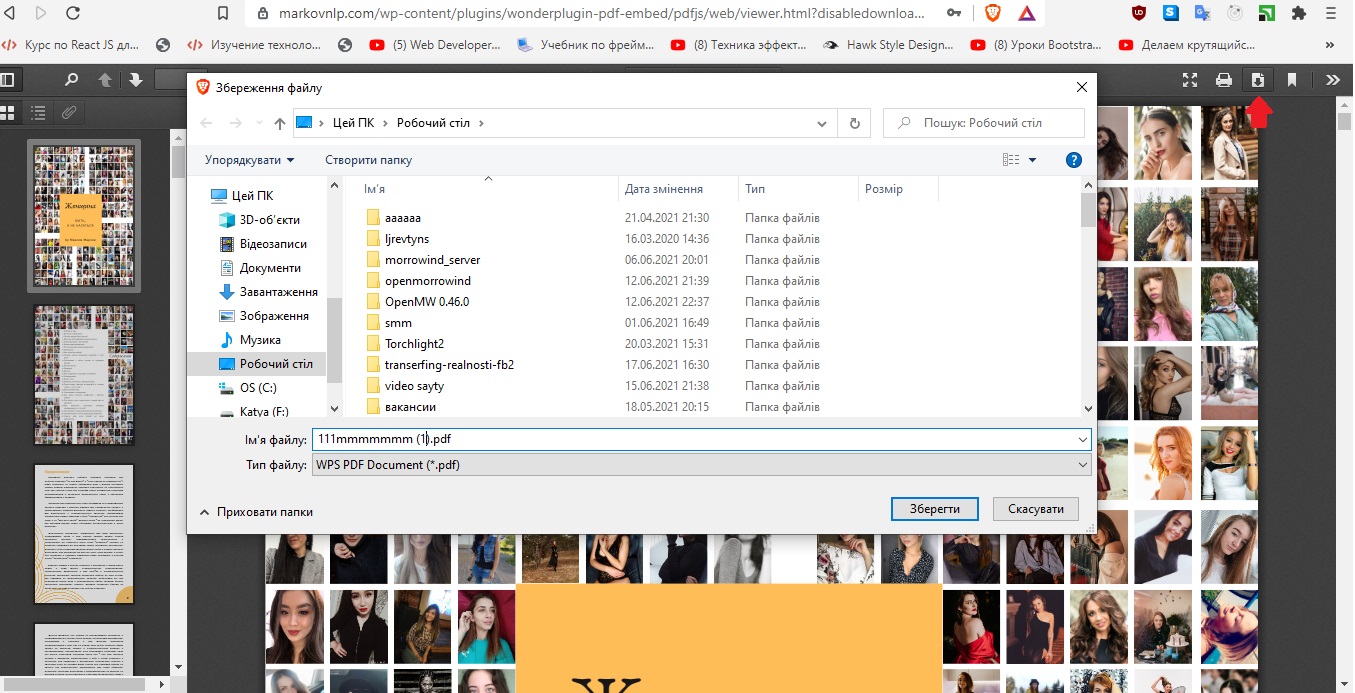 markovnlp.com/wp-content/plugins/wonderplugin-pdf-embed/pdfjs/web/viewer.html?disabledownloa...
Курс по React JS дл...
Изучение техноло...
(5) Web Developer...
Учебник по фрейм...
(8) Техника эффект...
Hawk Style Design...
(8) Уроки Bootstra...
Делаем крутящийс...
Збереження файлу
Цей ПК
Робочий стіл
Пошук: Робочий стіл
Упорядкувати
Створити папку
Цей ПК
3D-об'єкти
Відеозаписи
Документи
Завантаження
Зображення
Музика
Робочий стіл
OS (C:)
Katya (F:)
Ім'я Дата змінення Тип Розмір
aaaaaa 21.04.2021 21:30 Папка файлів
ljrevtyns 16.03.2020 14:36 Папка файлів
morrowind_server 06.06.2021 20:01 Папка файлів
openmorrowind 12.06.2021 21:39 Папка файлів
OpenMW 0.46.0 12.06.2021 22:37 Папка файлів
smm 01.06.2021 16:49 Папка файлів
Torchlight2 20.03.2021 15:31 Папка файлів
transerfing-realnosti-fb2 17.06.2021 16:30 Папка файлів
video sayty 15.06.2021 21:38 Папка файлів
вакансии 18.05.2021 20:15 Папка файлів
Ім'я файлу: 111mmmmmmm (1).pdf
Тип файлу: WPS PDF Document (*.pdf)
Приховати папки
Зберегти
Скасувати
Женщина
Ж